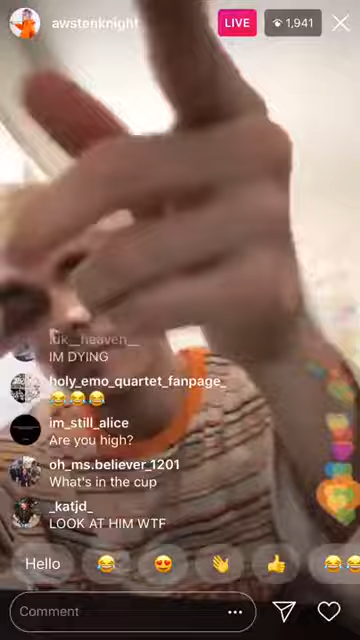 awstenknight
LIVE
1,941
IM DYING
holy_emo_quartet_fanpage_
😂😂😂
im_still_alice
Are you high?
oh_ms.believer_1201
What's in the cup
_katjd_
LOOK AT HIM WTF
Hello
Comment